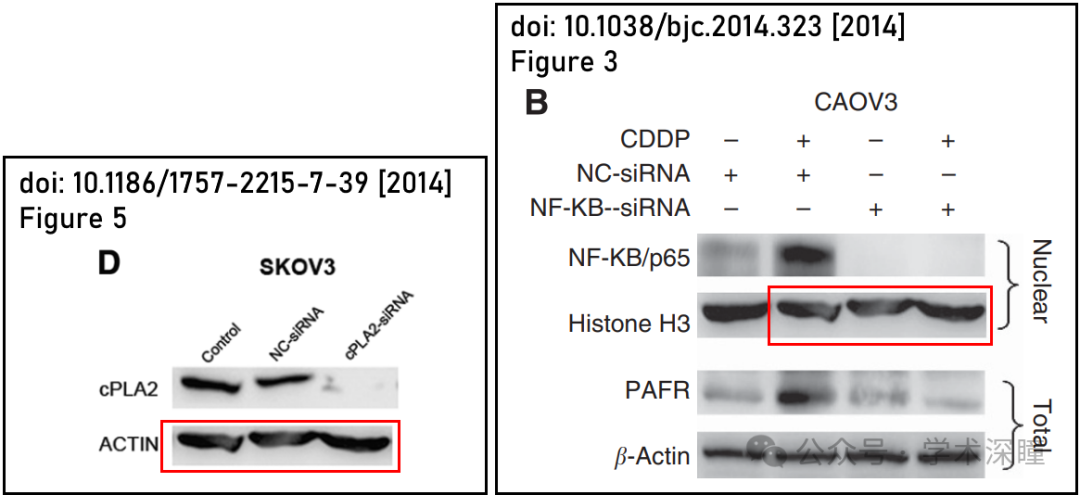 doi: 10.1186/1757-2215-7-39 [2014]
Figure 5
D
SKOV3
Control
NC-siRNA
cPLA2-siRNA
cPLA2
ACTIN
doi: 10.1038/bjc.2014.323 [2014]
Figure 3
B
CAOV3
CDDP – + – +
NC-siRNA + + – –
NF-KB--siRNA – – + +
NF-KB/p65
Histone H3
Nuclear
PAFR
β-Actin
Total
公众号 · 学术深瞳